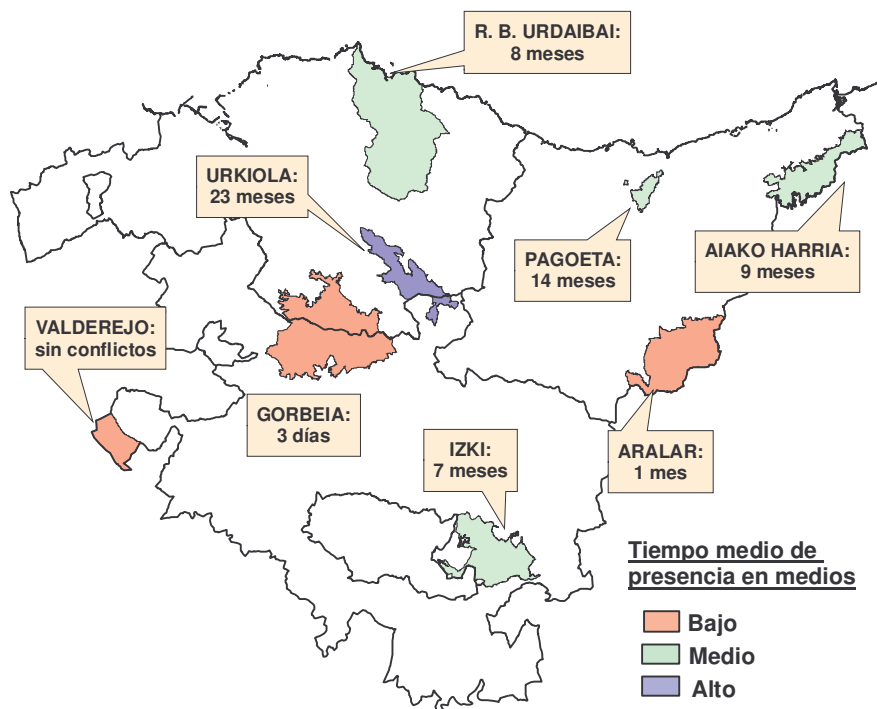 R. B. URDAIBAI:
8 meses
URKIOLA:
23 meses
PAGOETA:
14 meses
AIAKO HARRIA:
9 meses
VALDEREJO:
sin conflictos
GORBEIA:
3 días
IZKI:
7 meses
ARALAR:
1 mes
Tiempo medio de
presencia en medios
Bajo
Medio
Alto